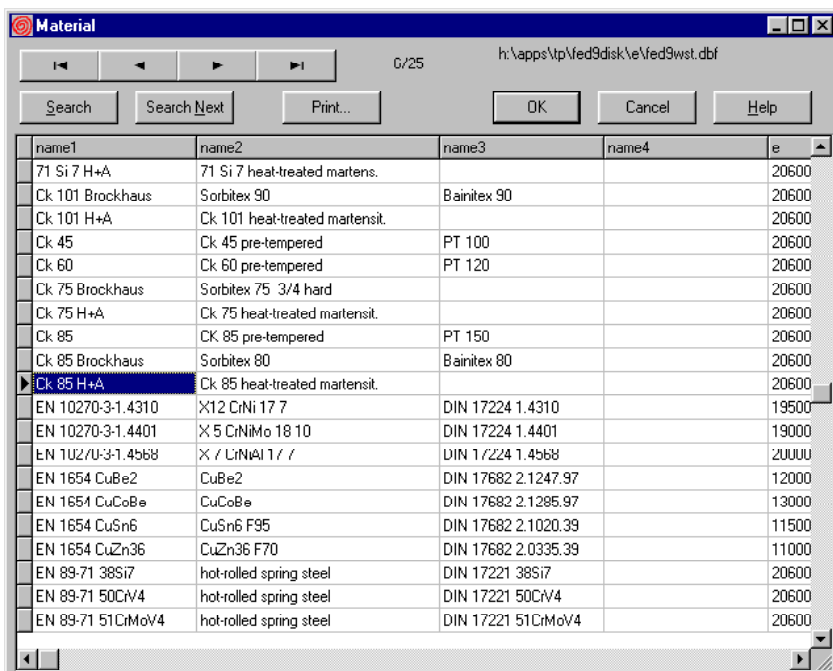 Material
0/25 h:\apps\tp\fed9disk\e\fed9wst.dbf
Search Search Next Print... OK Cancel Help
name1 name2 name3 name4 e
71 Si 7 H+A 71 Si 7 heat-treated martens. 20600
Ck 101 Brockhaus Sorbitex 90 Bainitex 90 20600
Ck 101 H+A Ck 101 heat-treated martensit. 20600
Ck 45 Ck 45 pre-tempered PT 100 20600
Ck 60 Ck 60 pre-tempered PT 120 20600
Ck 75 Brockhaus Sorbitex 75 3/4 hard 20600
Ck 75 H+A Ck 75 heat-treated martensit. 20600
Ck 85 CK 85 pre-tempered PT 150 20600
Ck 85 Brockhaus Sorbitex 80 Bainitex 80 20600
Ck 85 H+A Ck 85 heat-treated martensit. 20600
EN 10270-3-1.4310 X12 CrNi 17 7 DIN 17224 1.4310 19500
EN 10270-3-1.4401 X 5 CrNiMo 18 10 DIN 17224 1.4401 19000
EN 10270-3-1.4568 X 7 CrNiAl 17 7 DIN 17224 1.4568 20000
EN 1654 CuBe2 CuBe2 DIN 17682 2.1247.97 12000
EN 1654 CuCoBe CuCoBe DIN 17682 2.1285.97 13000
EN 1654 CuSn6 CuSn6 F95 DIN 17682 2.1020.39 11500
EN 1654 CuZn36 CuZn36 F70 DIN 17682 2.0335.39 11000
EN 89-71 38Si7 hot-rolled spring steel DIN 17221 38Si7 20600
EN 89-71 50CrV4 hot-rolled spring steel DIN 17221 50CrV4 20600
EN 89-71 51CrMoV4 hot-rolled spring steel DIN 17221 51CrMoV4 20600